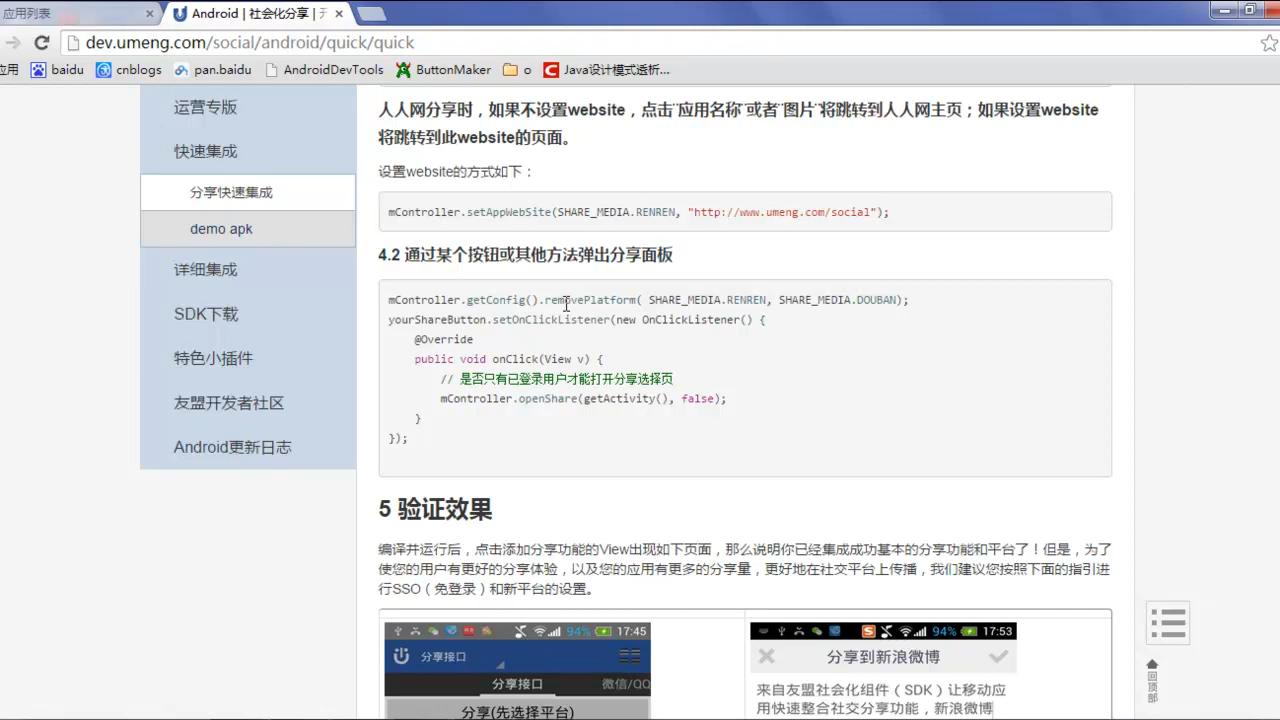 应用列表
Android | 社会化分享 | 开
dev.umeng.com/social/android/quick/quick
应用
baidu
cnblogs
pan.baidu
AndroidDevTools
ButtonMaker
o
Java设计模式透析...
运营专版
快速集成
分享快速集成
demo apk
详细集成
SDK下载
特色小插件
友盟开发者社区
Android更新日志
人人网分享时，如果不设置website，点击¨应用名称¨或者¨图片¨将跳转到人人网主页；如果设置website
将跳转到此website的页面。
设置website的方式如下：
mController.setAppWebSite(SHARE_MEDIA.RENREN, "http://www.umeng.com/social");
4.2 通过某个按钮或其他方法弹出分享面板
mController.getConfig().removePlatform( SHARE_MEDIA.RENREN, SHARE_MEDIA.DOUBAN);
yourShareButton.setOnClickListener(new OnClickListener() {
@Override
public void onClick(View v) {
// 是否只有已登录用户才能打开分享选择页
mController.openShare(getActivity(), false);
}
});
5 验证效果
编译并运行后，点击添加分享功能的View出现如下页面，那么说明你已经集成成功基本的分享功能和平台了！但是，为了
使您的用户有更好的分享体验，以及您的应用有更多的分享量，更好地在社交平台上传播，我们建议您按照下面的指引进
行SSO（免登录）和新平台的设置。
94% 17:45
分享接口
分享接口 微信/QQ
分享(先选择平台)
94% 17:53
分享到新浪微博
来自友盟社会化组件（SDK）让移动应
用快速整合社交分享功能，新浪微博
回顶部